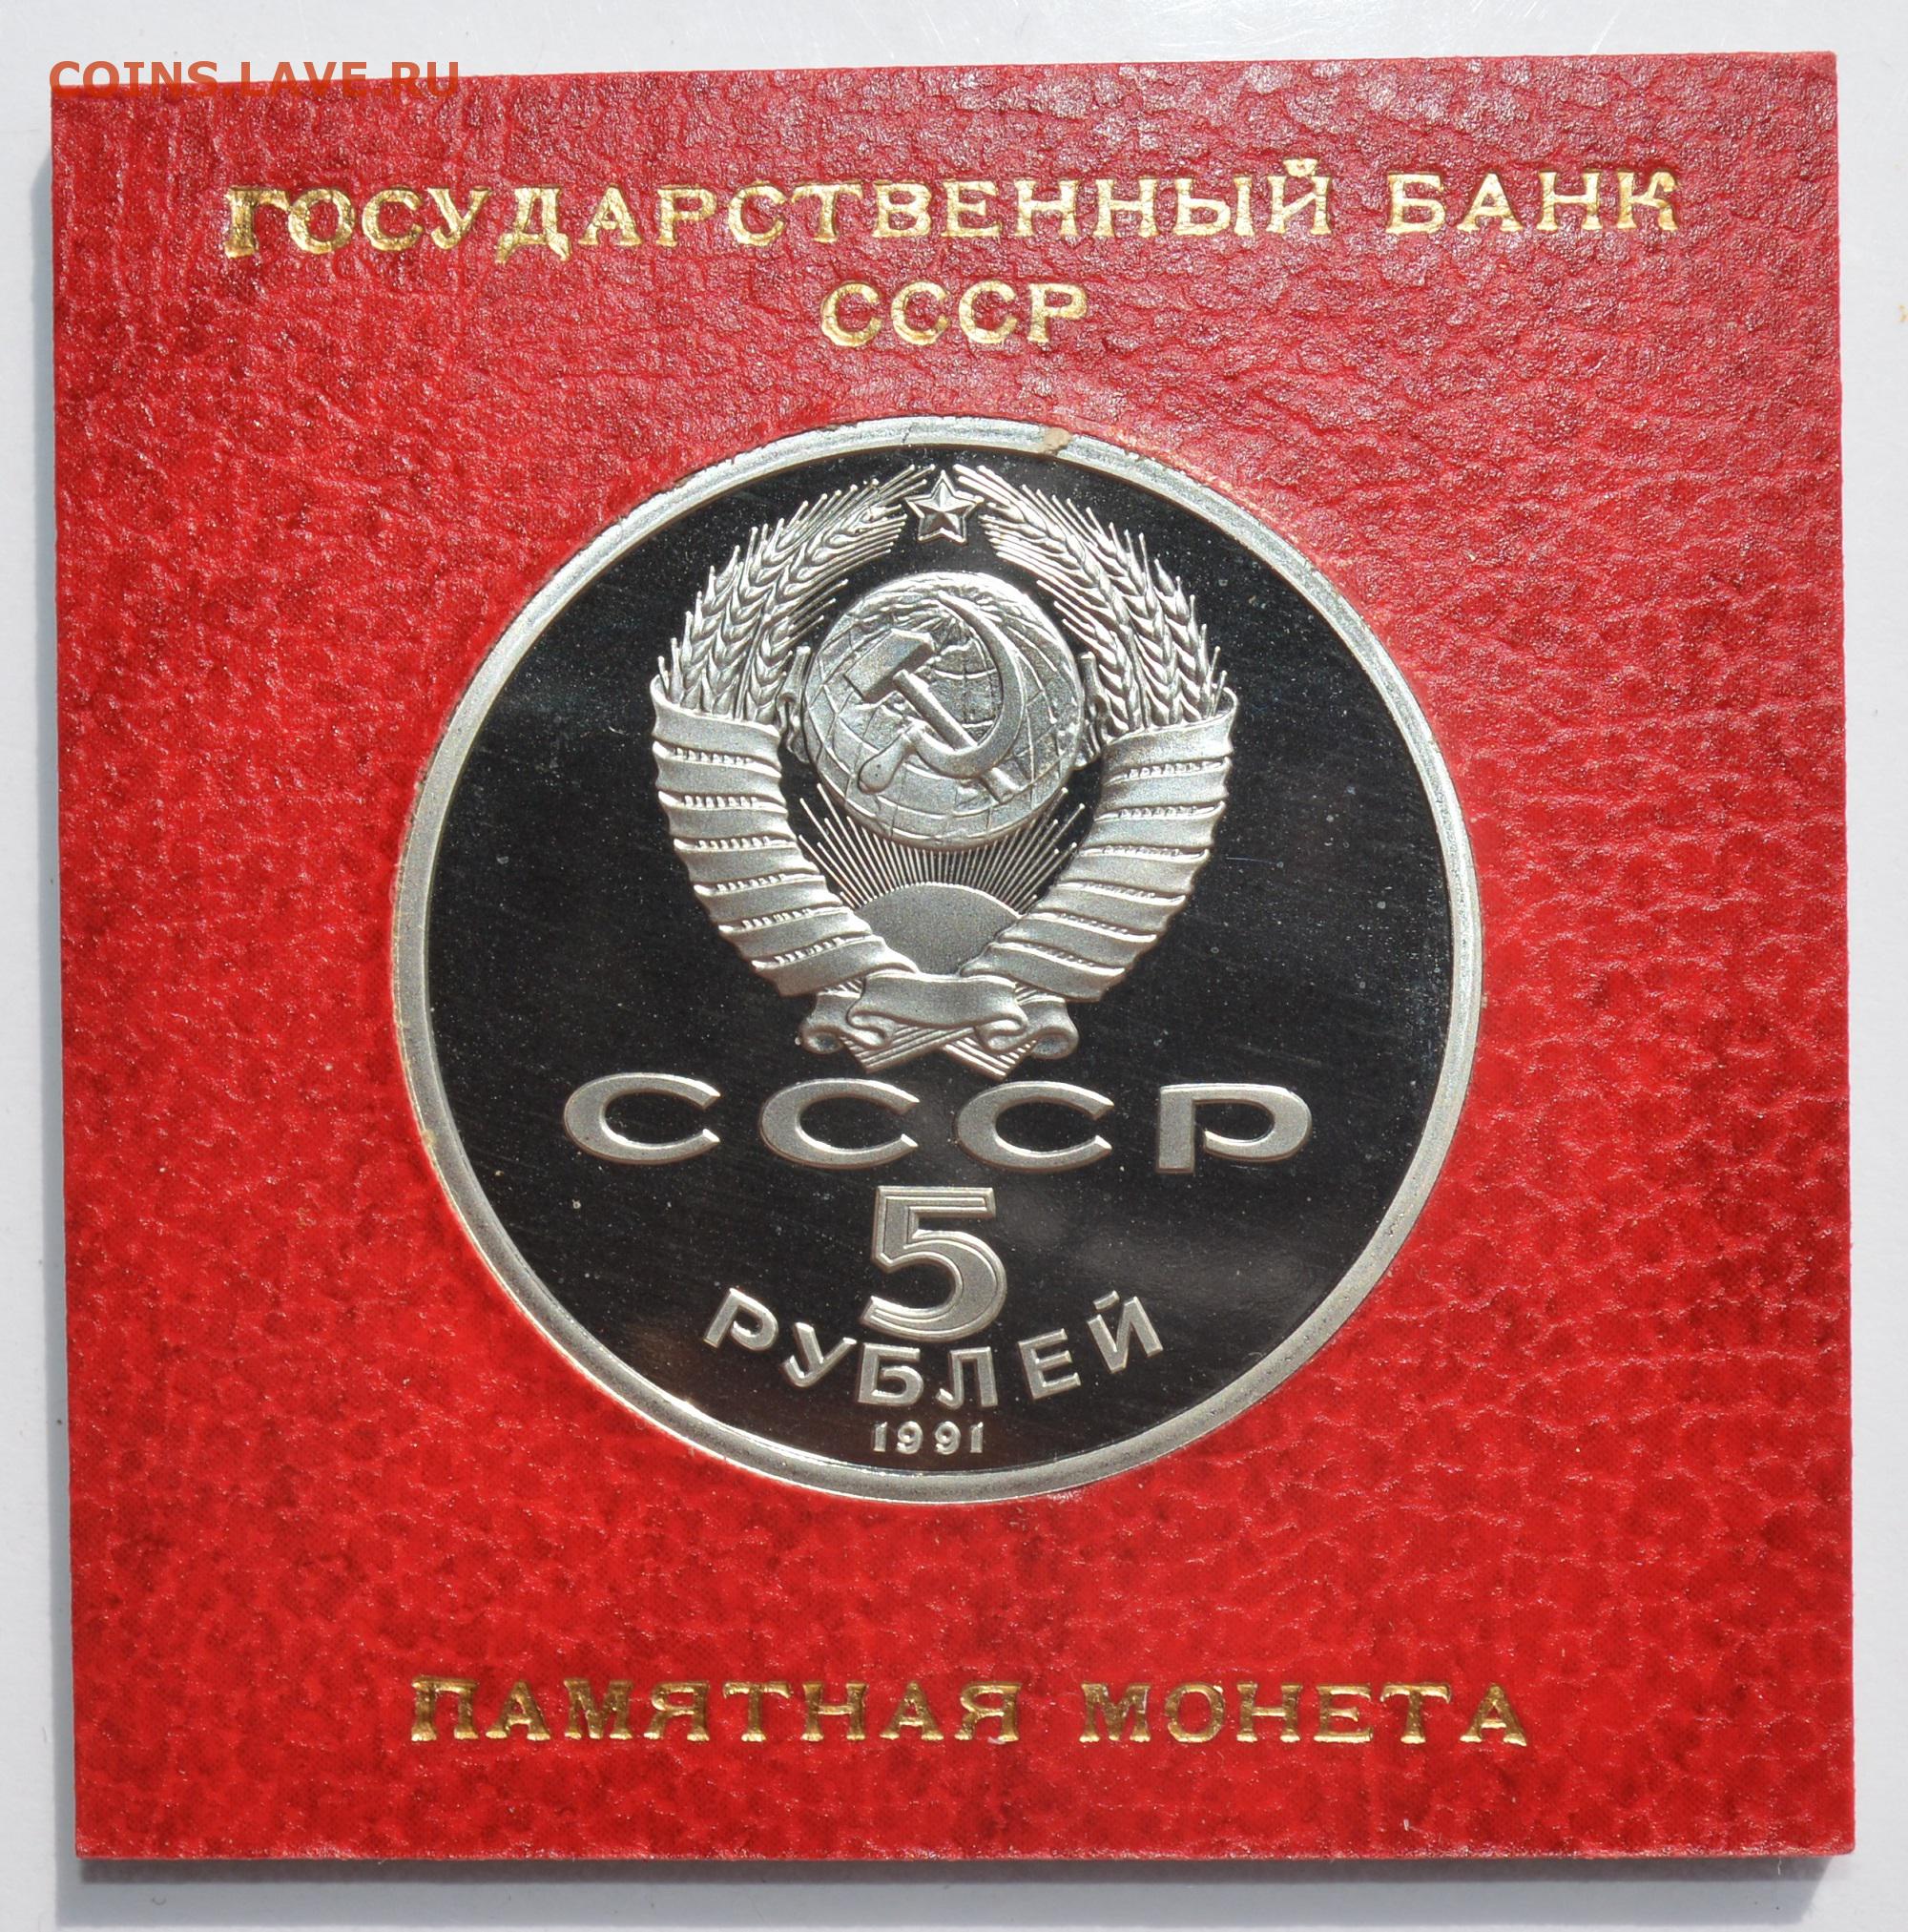 COINS.LAVE.RU
ГОСУДАРСТВЕННЫЙ БАНК
СССР
СССР
5
РУБЛЕЙ
1991
ПАМЯТНАЯ МОНЕТА